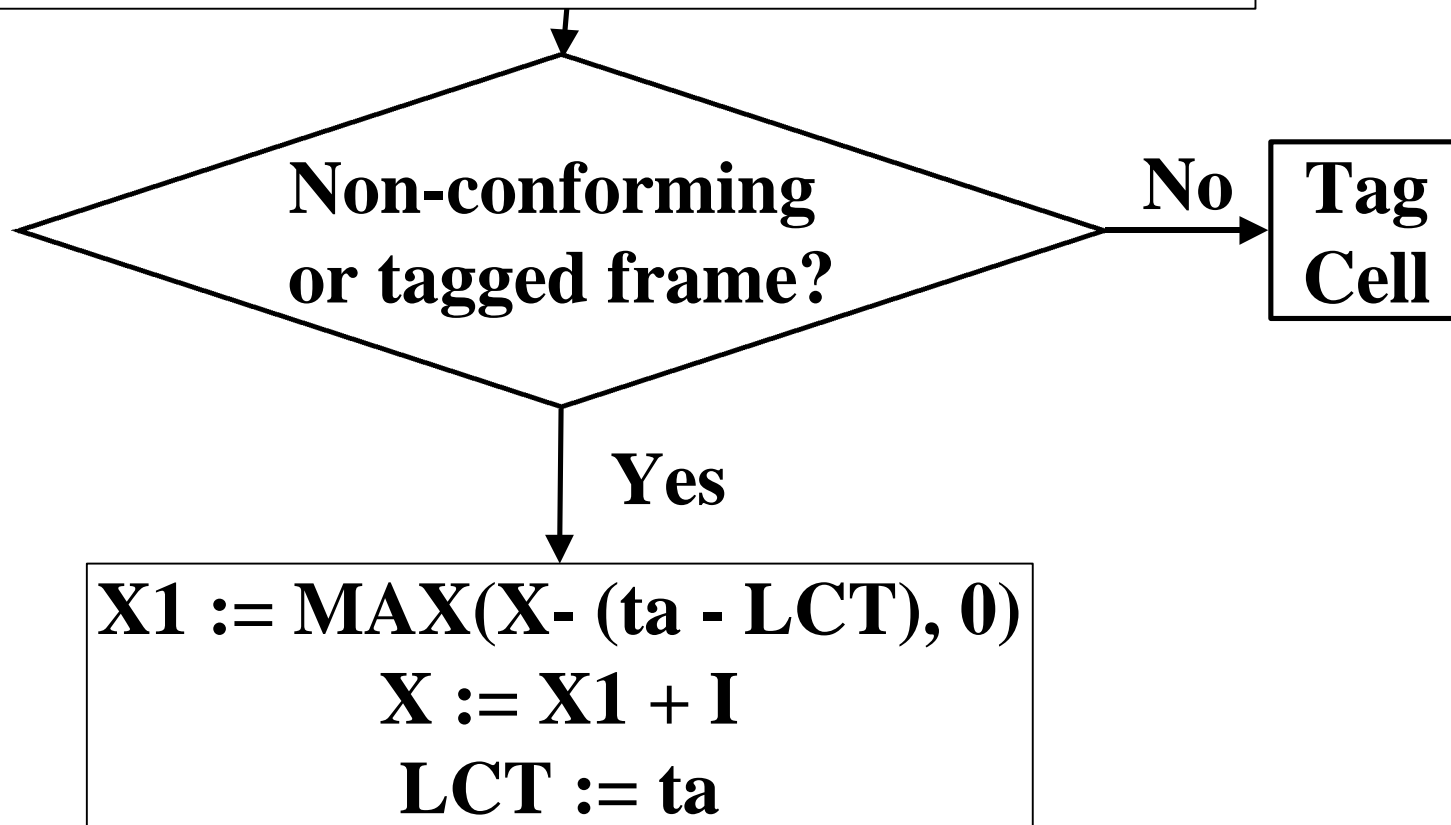 Non-conforming
or tagged frame?
No
Tag
Cell
Yes
X1 := MAX(X- (ta - LCT), 0)
X := X1 + I
LCT := ta